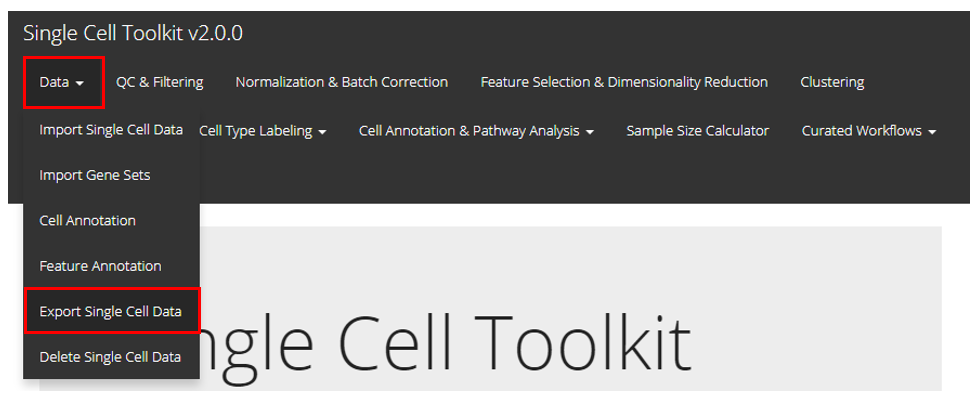 Single Cell Toolkit v2.0.0
Data QC & Filtering Normalization & Batch Correction Feature Selection & Dimensionality Reduction Clustering
Import Single Cell Data Cell Type Labeling Cell Annotation & Pathway Analysis Sample Size Calculator Curated Workflows
Import Gene Sets
Cell Annotation
Feature Annotation
Export Single Cell Data
ngle Cell Toolkit
Delete Single Cell Data